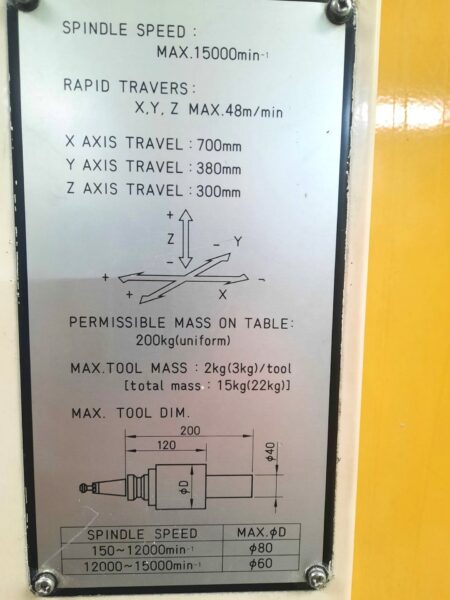 SPINDLE SPEED :
MAX.15000min⁻¹
RAPID TRAVERS:
X,Y, Z MAX.48m/min
X AXIS TRAVEL : 700mm
Y AXIS TRAVEL : 380mm
Z AXIS TRAVEL : 300mm
+
Z
− Y
−
+
−
+
X
PERMISSIBLE MASS ON TABLE:
200kg(uniform)
MAX.TOOL MASS : 2kg(3kg)/tool
[total mass : 15kg(22kg)]
MAX. TOOL DIM.
200
120
φD
φ40
SPINDLE SPEED MAX.φD
150~12000min⁻¹ φ80
12000~15000min⁻¹ φ60